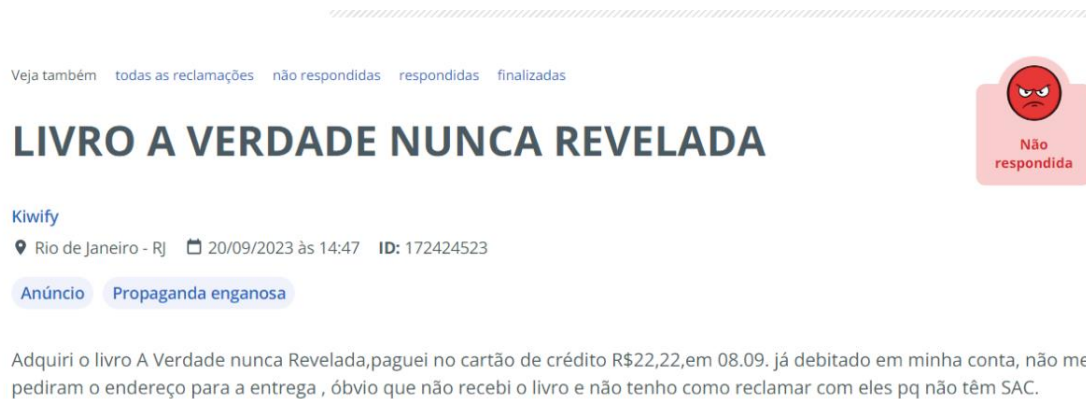 Veja também todas as reclamações não respondidas respondidas finalizadas
LIVRO A VERDADE NUNCA REVELADA
Não
respondida
Kiwify
Rio de Janeiro - RJ 20/09/2023 às 14:47 ID: 172424523
Anúncio Propaganda enganosa
Adquiri o livro A Verdade nunca Revelada,paguei no cartão de crédito R$22,22,em 08.09. já debitado em minha conta, não me
pediram o endereço para a entrega , óbvio que não recebi o livro e não tenho como reclamar com eles pq não têm SAC.